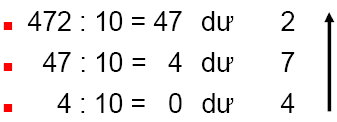 472 : 10 = 47 dư 2
47 : 10 = 4 dư 7
4 : 10 = 0 dư 4